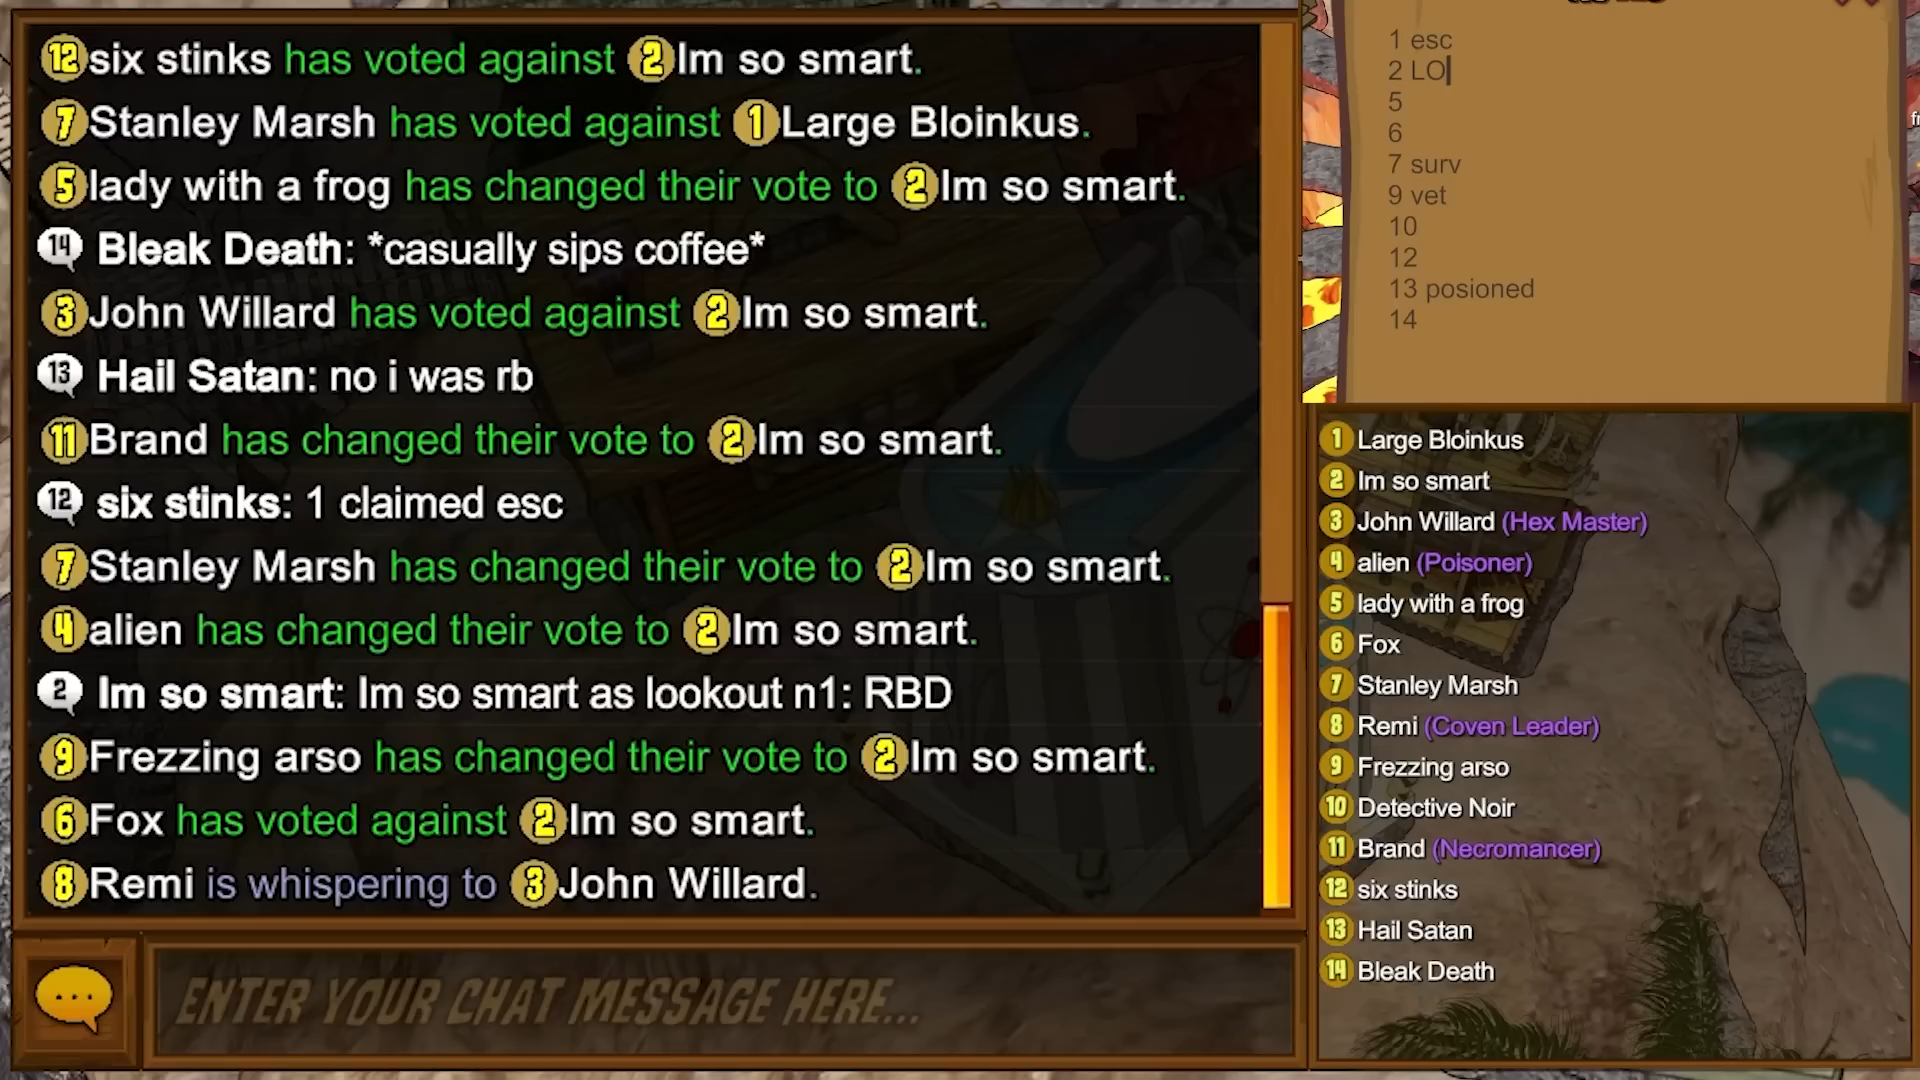 12 six stinks has voted against 2 Im so smart.
7 Stanley Marsh has voted against 1 Large Bloinkus.
5 lady with a frog has changed their vote to 2 Im so smart.
14 Bleak Death: *casually sips coffee*
3 John Willard has voted against 2 Im so smart.
13 Hail Satan: no i was rb
11 Brand has changed their vote to 2 Im so smart.
12 six stinks: 1 claimed esc
7 Stanley Marsh has changed their vote to 2 Im so smart.
4 alien has changed their vote to 2 Im so smart.
2 Im so smart: Im so smart as lookout n1: RBD
9 Frezzing arso has changed their vote to 2 Im so smart.
6 Fox has voted against 2 Im so smart.
8 Remi is whispering to 3 John Willard.
ENTER YOUR CHAT MESSAGE HERE...
1 esc
2 LO
5
6
7 surv
9 vet
10
12
13 posioned
14
1 Large Bloinkus
2 Im so smart
3 John Willard (Hex Master)
4 alien (Poisoner)
5 lady with a frog
6 Fox
7 Stanley Marsh
8 Remi (Coven Leader)
9 Frezzing arso
10 Detective Noir
11 Brand (Necromancer)
12 six stinks
13 Hail Satan
14 Bleak Death